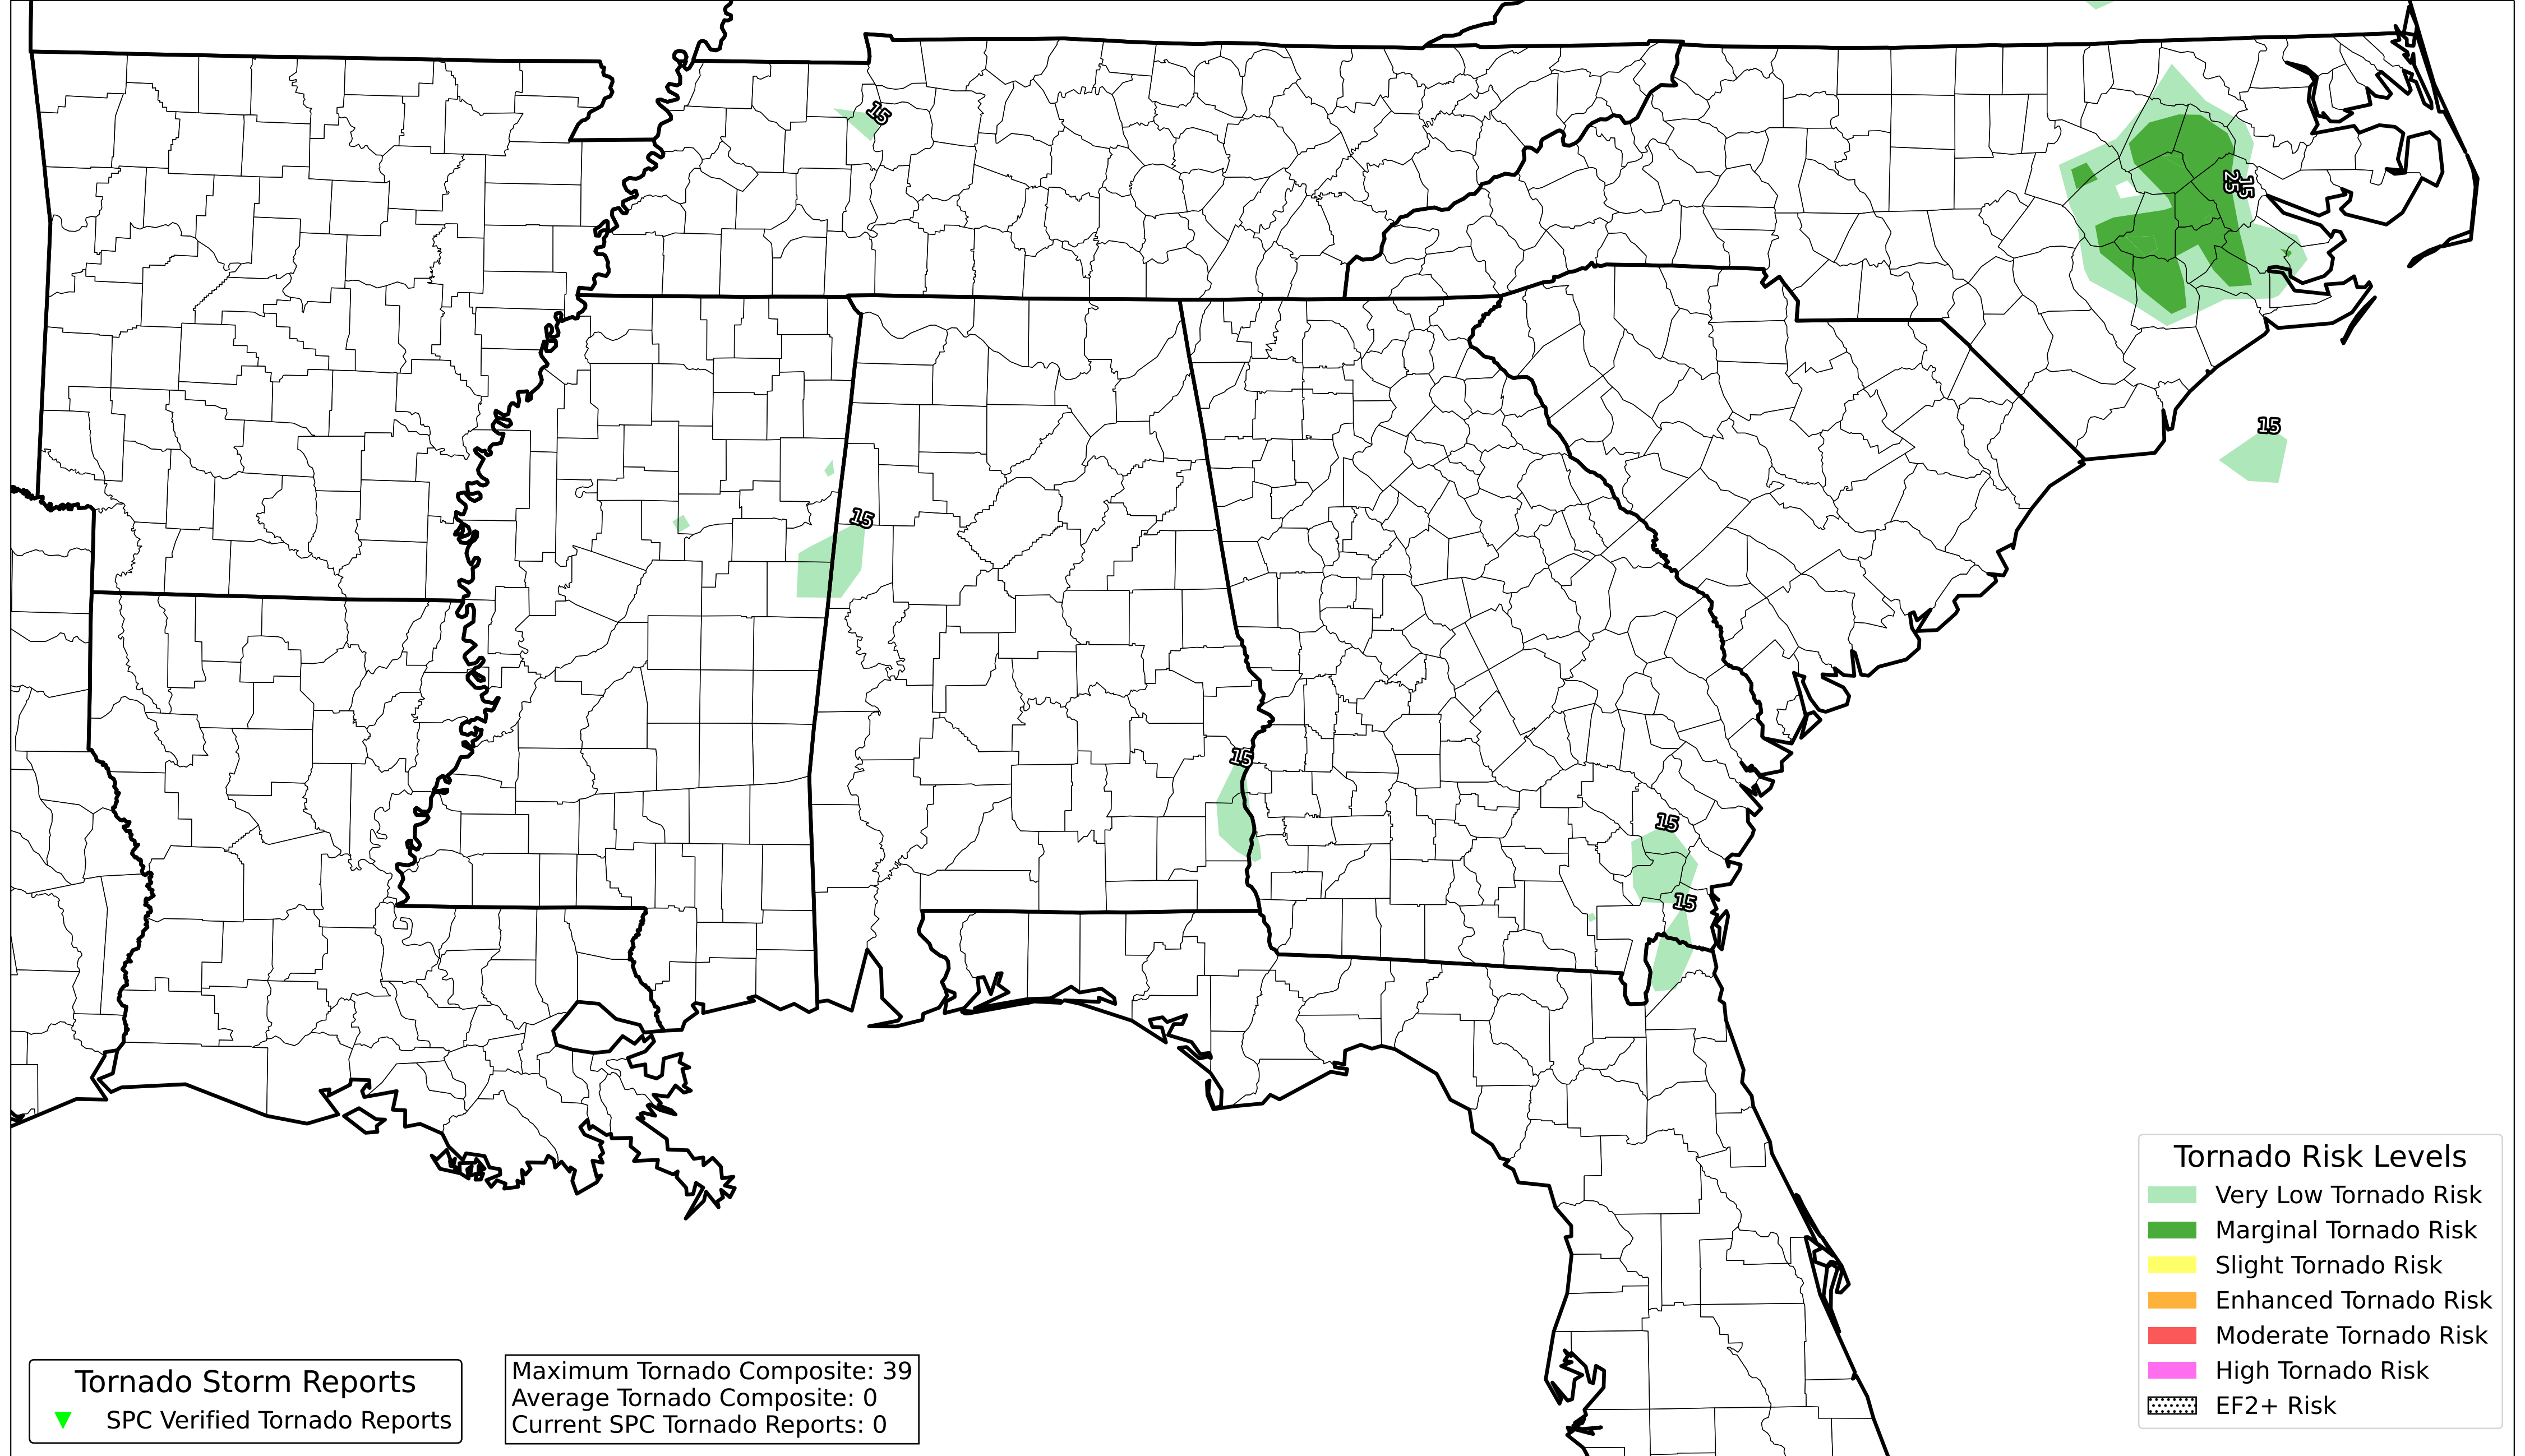 15
15
25
15
15
15
15
15
Tornado Risk Levels
Very Low Tornado Risk
Marginal Tornado Risk
Slight Tornado Risk
Enhanced Tornado Risk
Moderate Tornado Risk
High Tornado Risk
EF2+ Risk
Tornado Storm Reports
SPC Verified Tornado Reports
Maximum Tornado Composite: 39
Average Tornado Composite: 0
Current SPC Tornado Reports: 0